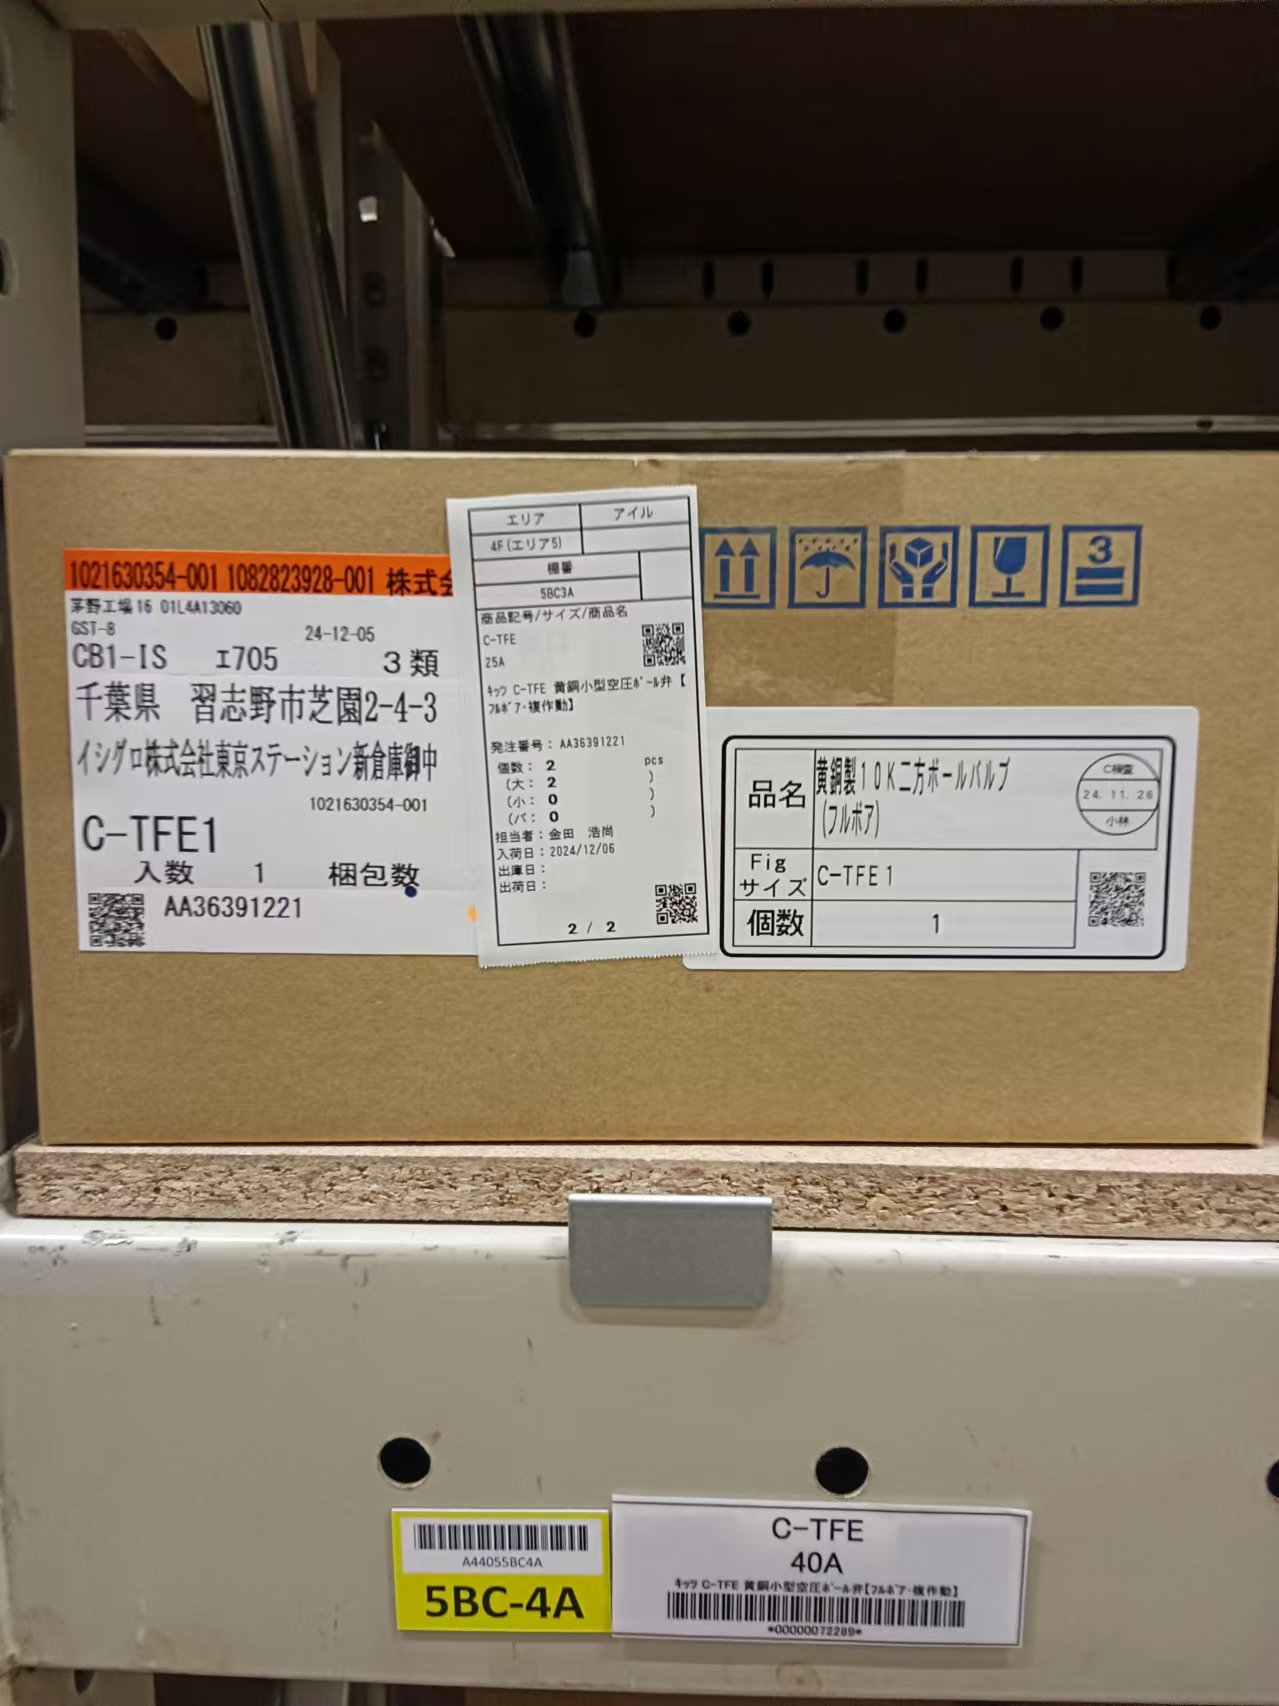 1021630354-001 1082823928-001 株式会
茅野工場16 01L4A13060
GST-8 24-12-05
CB1-IS ｴ705 3類
千葉県 習志野市芝園2-4-3
イシグロ株式会社東京ステーション新倉庫御中
1021630354-001
C-TFE1
入数 1 梱包数
AA36391221
エリア アイル
4F(エリア5)
棚番
5BC3A
商品記号/サイズ/商品名
C-TFE
25A
ｷｯﾂ C-TFE 黄銅小型空圧ﾎﾞｰﾙ弁【
ﾌﾙﾎﾞｱ･複作動】
発注番号: AA36391221
個数: 2 pcs
(大: 2 )
(小: 0 )
(バ: 0 )
担当者:金田 浩尚
入荷日:2024/12/06
出庫日:
出荷日:
2 / 2
3
品名 黄銅製10K二方ボールバルブ
(フルボア)
C検査
24.11.26
小林
Fig
サイズ C-TFE1
個数 1
A44055BC4A
5BC-4A
C-TFE
40A
ｷｯﾂ C-TFE 黄銅小型空圧ﾎﾞｰﾙ弁【ﾌﾙﾎﾞｱ･複作動】
*00000072289*